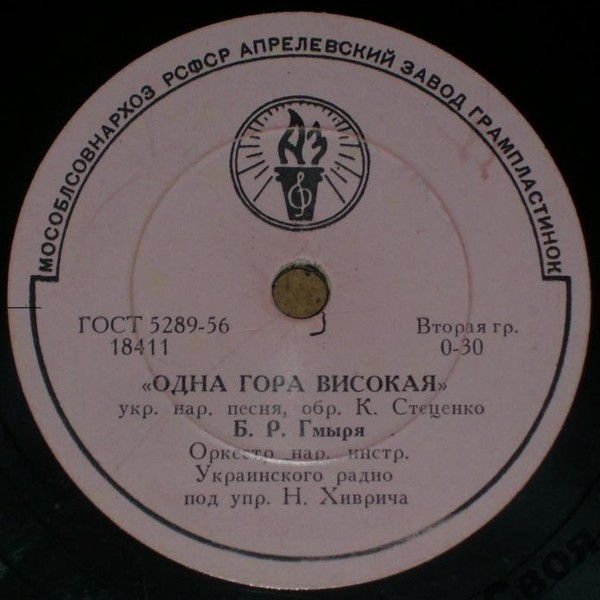 МОСОБЛСОВНАРХОЗ РСФСР АПРЕЛЕВСКИЙ ЗАВОД ГРАМПЛАСТИНОК
АЗ
ГОСТ 5289-56
18411
Вторая гр.
0-30
«ОДНА ГОРА ВИСОКАЯ»
укр. нар. песня, обр. К. Стеценко
Б. Р. Гмыря
Оркестр нар. инстр.
Украинского радио
под упр. Н. Хиврича